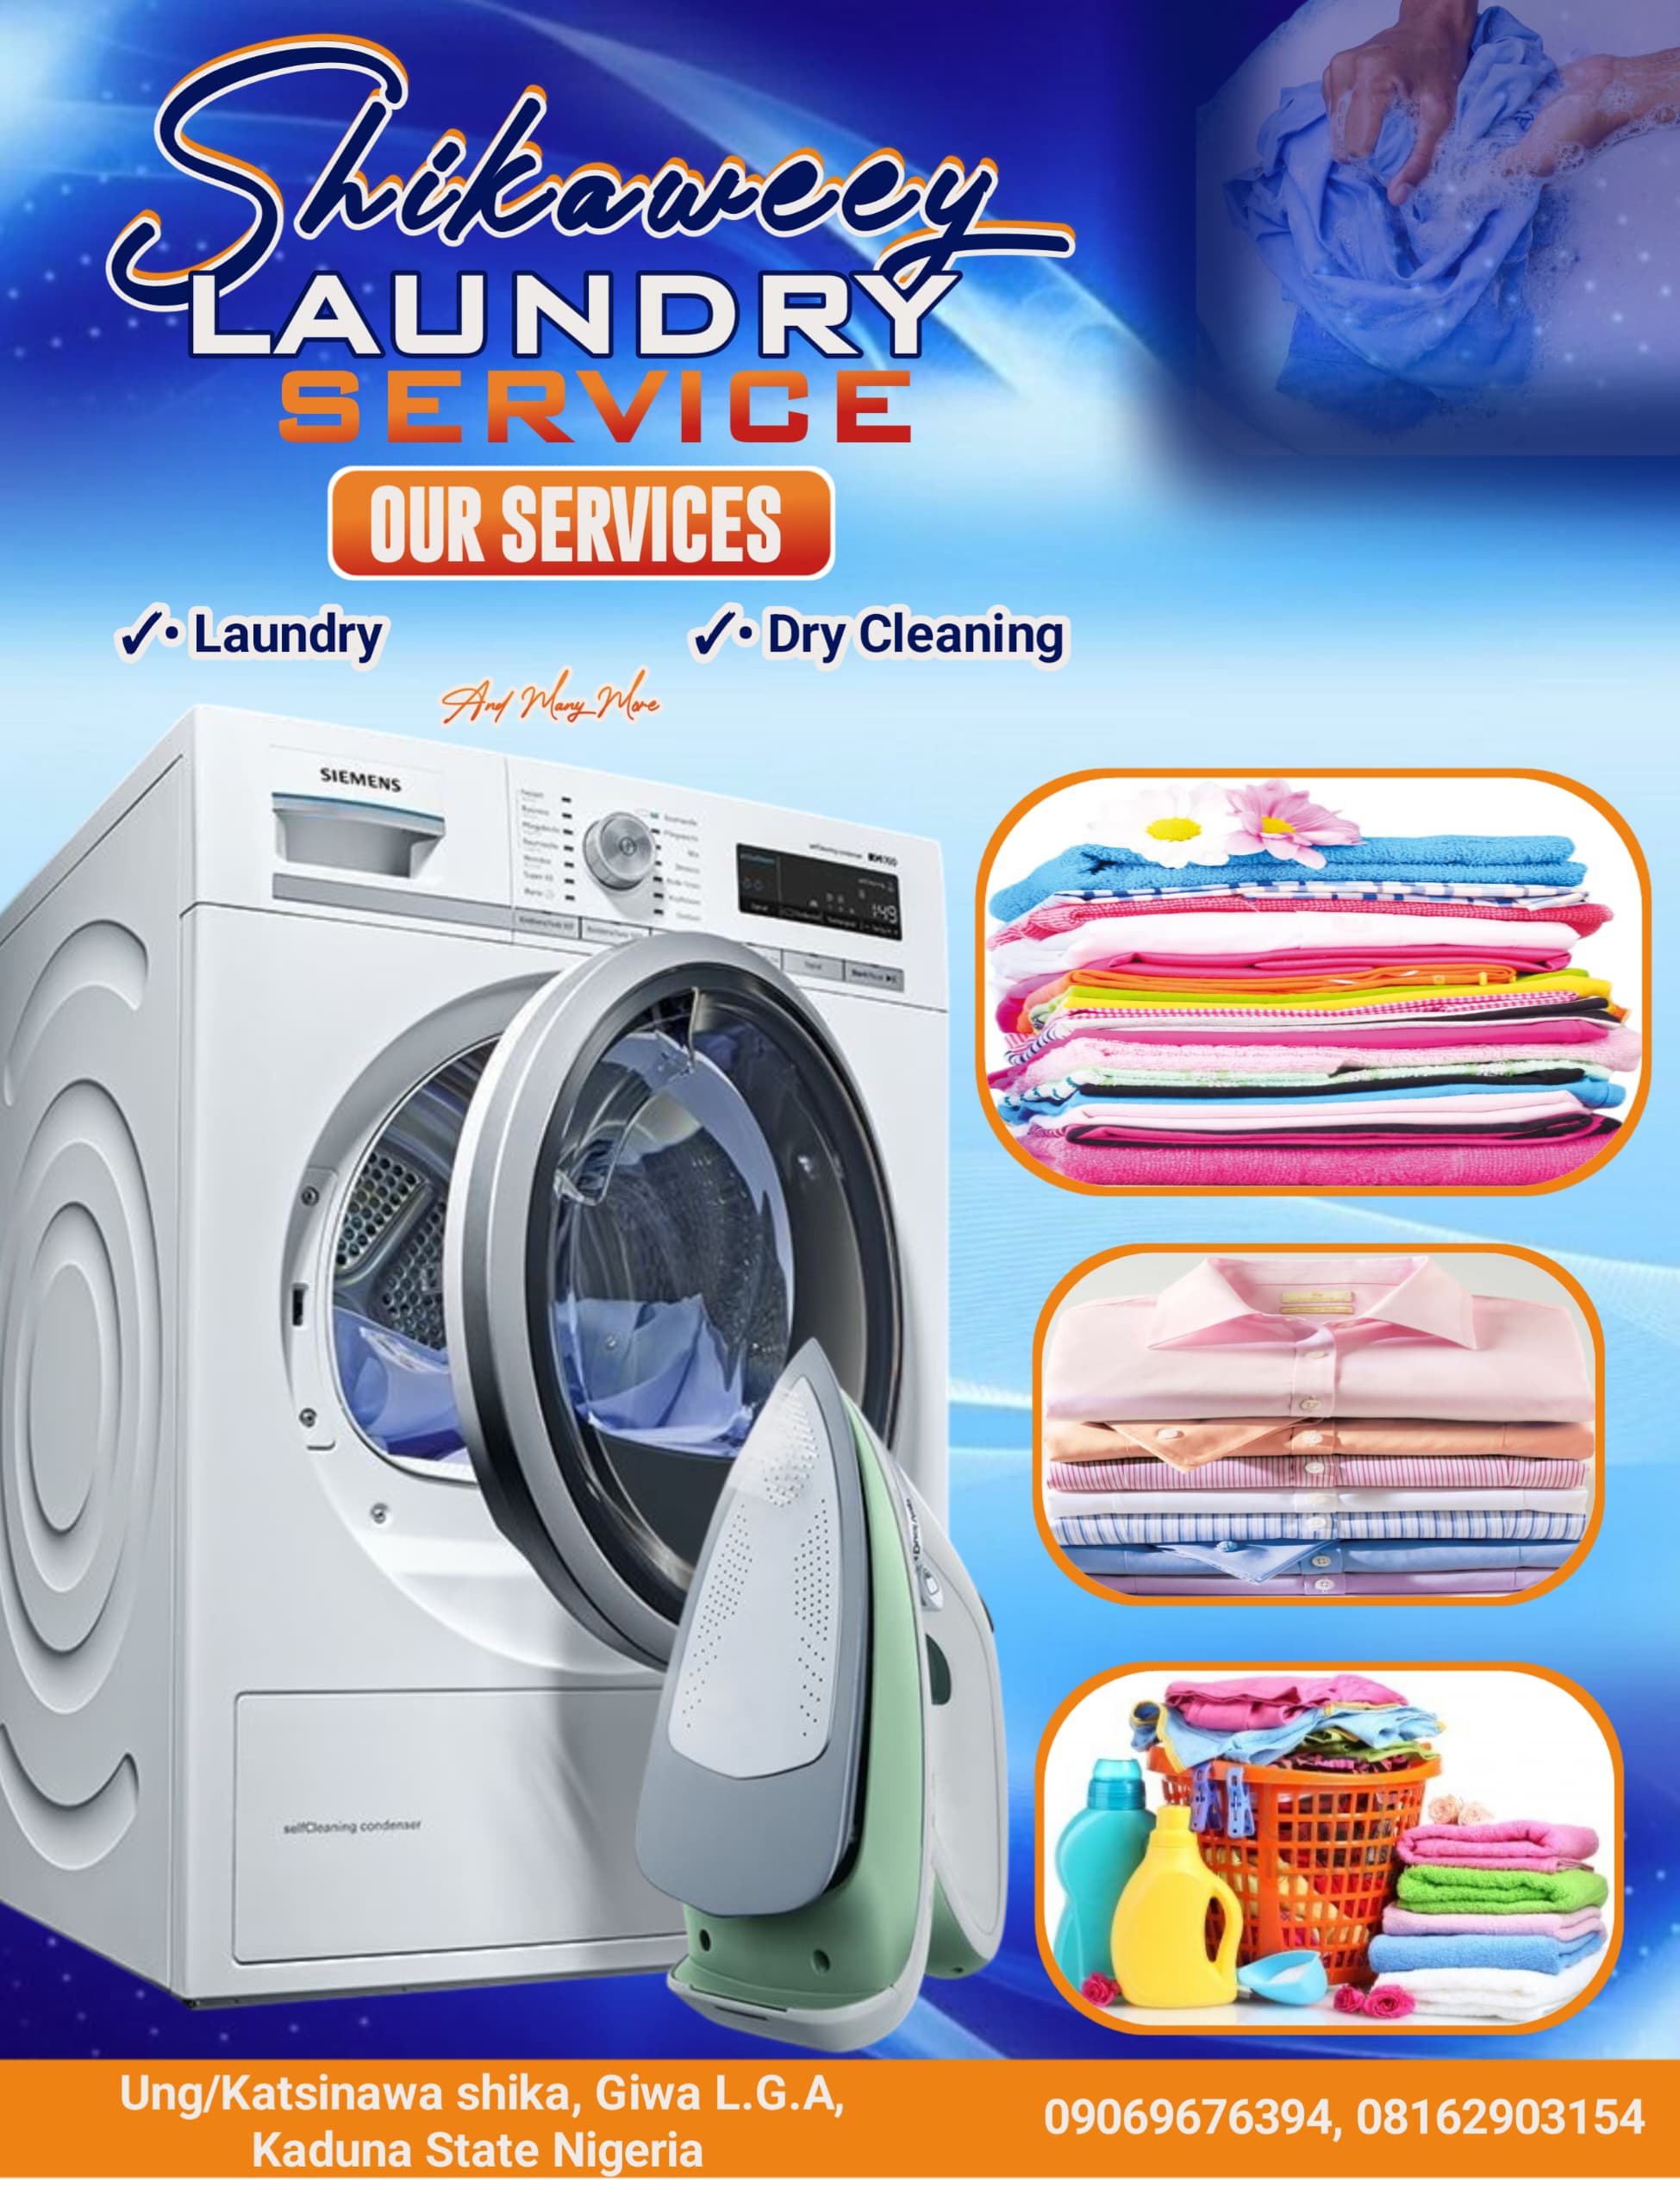 Shikaweey
LAUNDRY
SERVICE
OUR SERVICES
✓• Laundry
✓• Dry Cleaning
And Many More
SIEMENS
selfCleaning condenser
Ung/Katsinawa shika, Giwa L.G.A,
Kaduna State Nigeria
09069676394, 08162903154